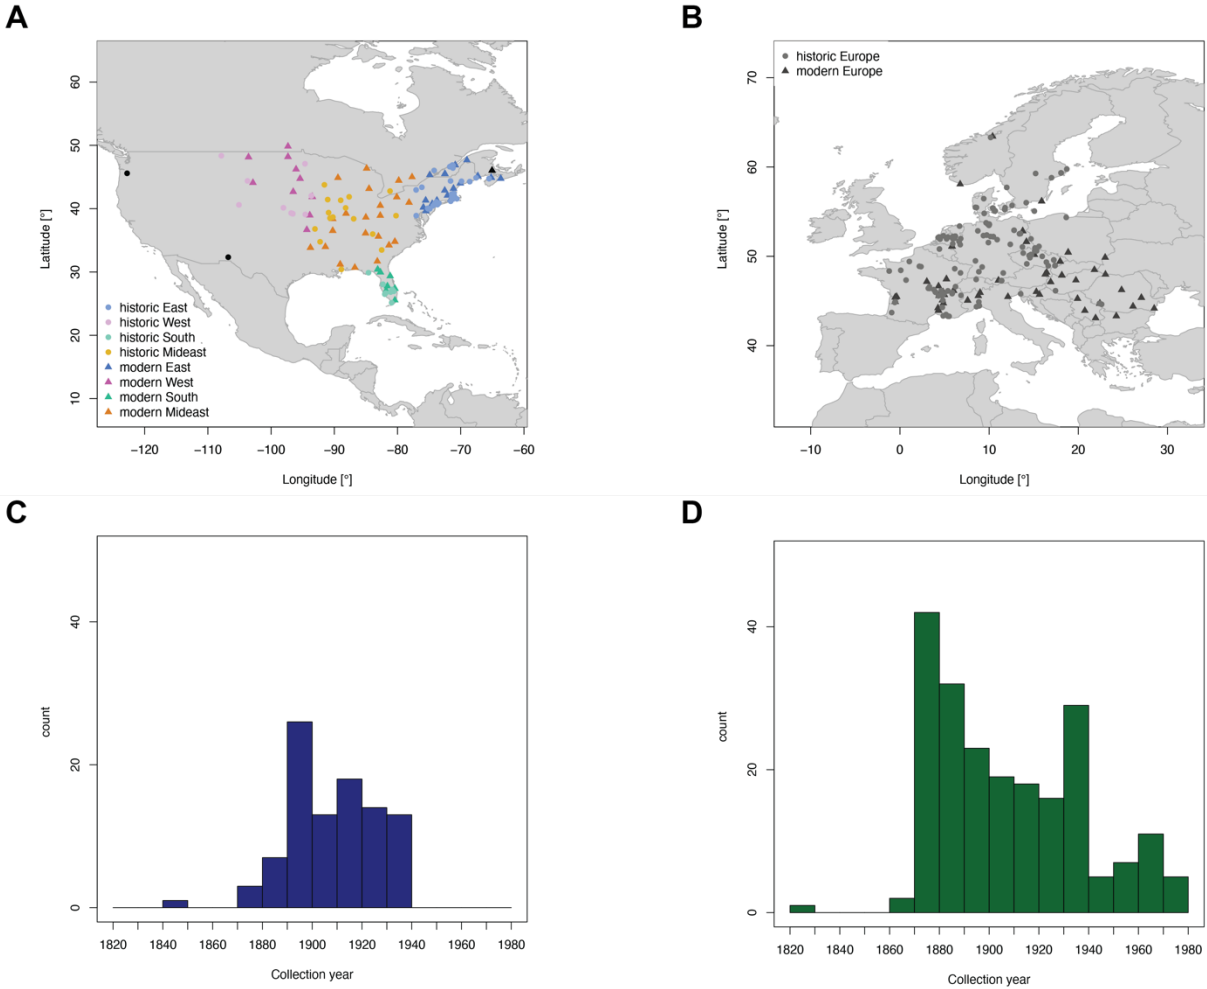 A
B
60
50
40
30
20
10
Latitude [°]
historic East
historic West
historic South
historic Mideast
modern East
modern West
modern South
modern Mideast
−120
−110
−100
−90
−80
−70
−60
Longitude [°]
historic Europe
modern Europe
70
60
50
40
Latitude [°]
−10
0
10
20
30
Longitude [°]
C
D
40
20
0
count
1820
1840
1860
1880
1900
1920
1940
1960
1980
Collection year
40
20
0
count
1820
1840
1860
1880
1900
1920
1940
1960
1980
Collection year